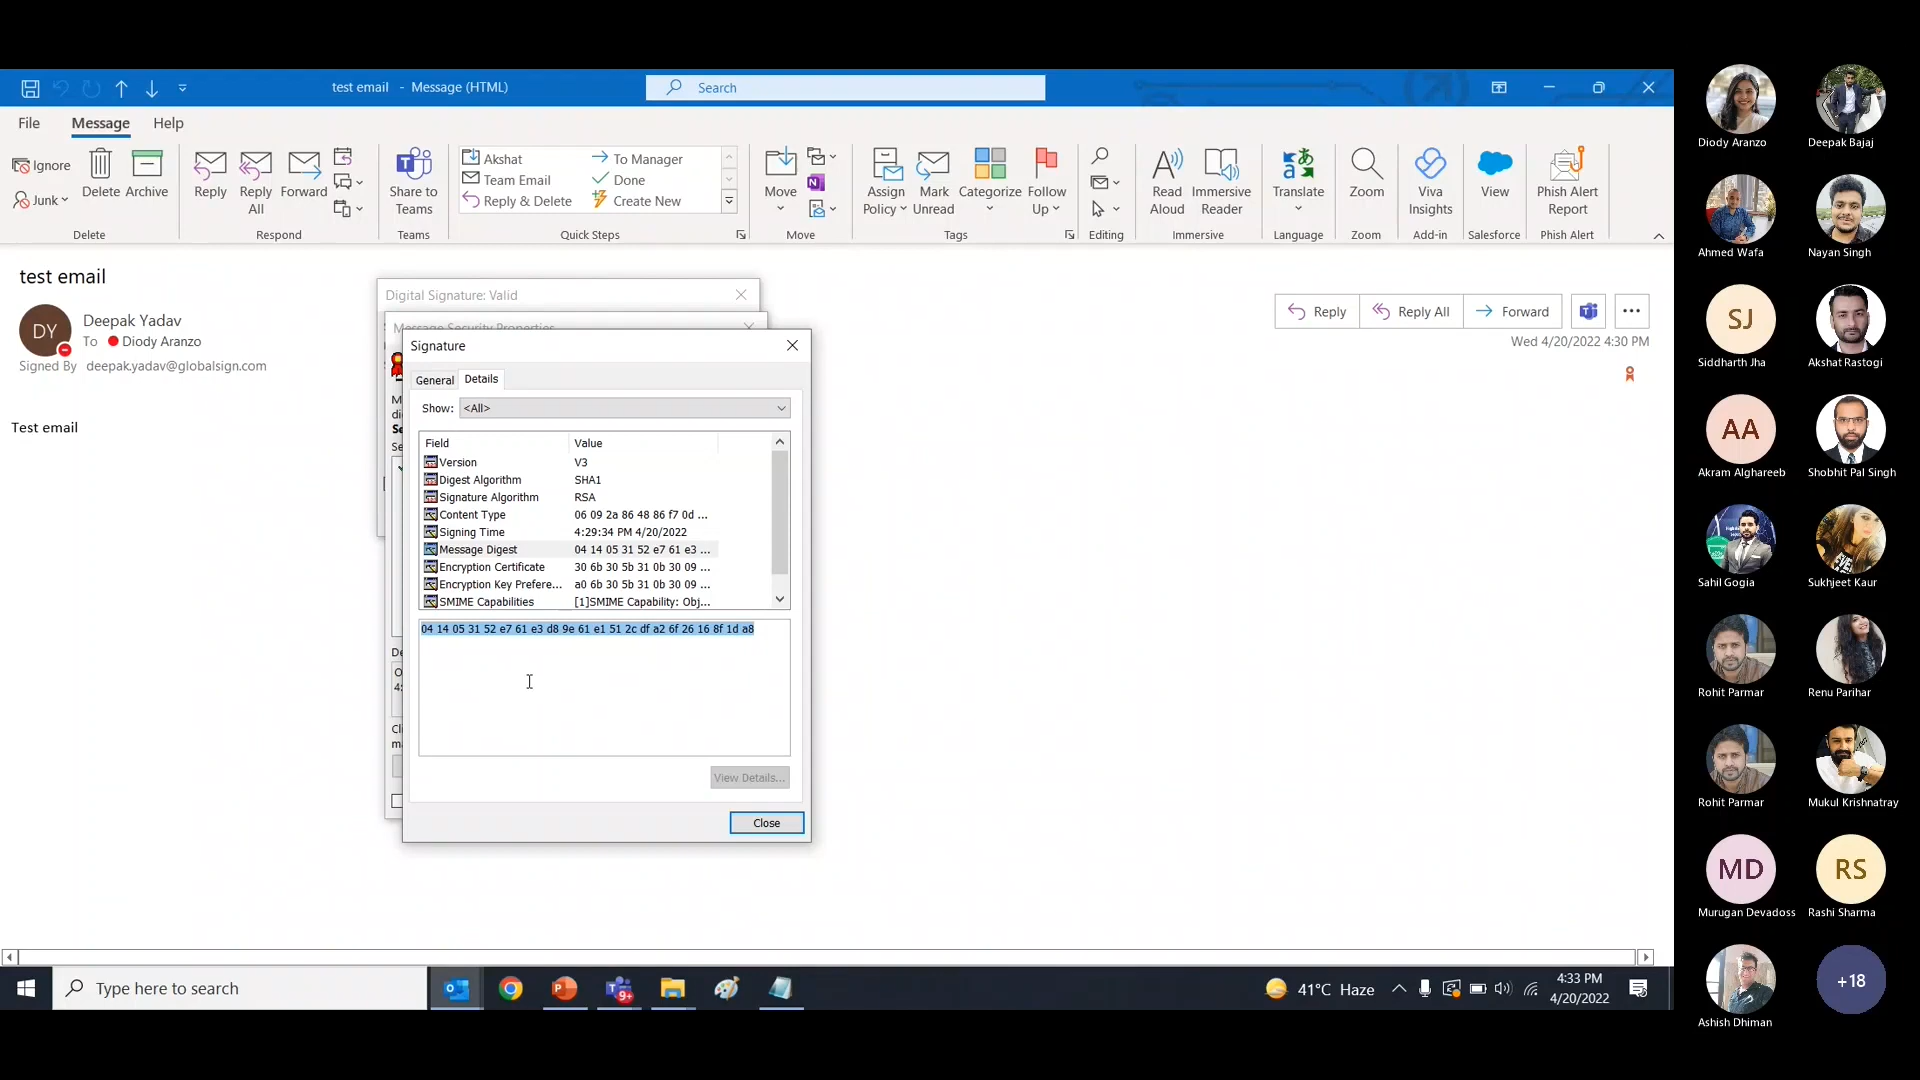 test email - Message (HTML)
Search
File Message Help
Ignore
Junk
Delete
Archive
Delete
Reply
Reply All
Forward
Respond
Share to Teams
Teams
Akshat
To Manager
Team Email
Done
Reply & Delete
Create New
Quick Steps
Move
Move
Assign Policy
Mark Unread
Categorize
Follow Up
Tags
Editing
Read Aloud
Immersive Reader
Immersive
Translate
Language
Zoom
Zoom
Viva Insights
Add-in
View
Salesforce
Phish Alert Report
Phish Alert
test email
DY
Deepak Yadav
To Diody Aranzo
Signed By deepak.yadav@globalsign.com
Test email
Reply
Reply All
Forward
Wed 4/20/2022 4:30 PM
Digital Signature: Valid
Message Security Properties
Signature
General Details
Show: <All>
Field Value
Version V3
Digest Algorithm SHA1
Signature Algorithm RSA
Content Type 06 09 2a 86 48 86 f7 0d ...
Signing Time 4:29:34 PM 4/20/2022
Message Digest 04 14 05 31 52 e7 61 e3 ...
Encryption Certificate 30 6b 30 5b 31 0b 30 09 ...
Encryption Key Prefere... a0 6b 30 5b 31 0b 30 09 ...
SMIME Capabilities [1]SMIME Capability: Obj...
04 14 05 31 52 e7 61 e3 d8 9e 61 e1 51 2c df a2 6f 26 16 8f 1d a8
View Details...
Close
Type here to search
9+
41°C Haze
4:33 PM
4/20/2022
Diody Aranzo
Deepak Bajaj
Ahmed Wafa
Nayan Singh
SJ
Siddharth Jha
Akshat Rastogi
AA
Akram Alghareeb
Shobhit Pal Singh
Sahil Gogia
Sukhjeet Kaur
Rohit Parmar
Renu Parihar
Rohit Parmar
Mukul Krishnatray
MD
Murugan Devadoss
RS
Rashi Sharma
Ashish Dhiman
+18